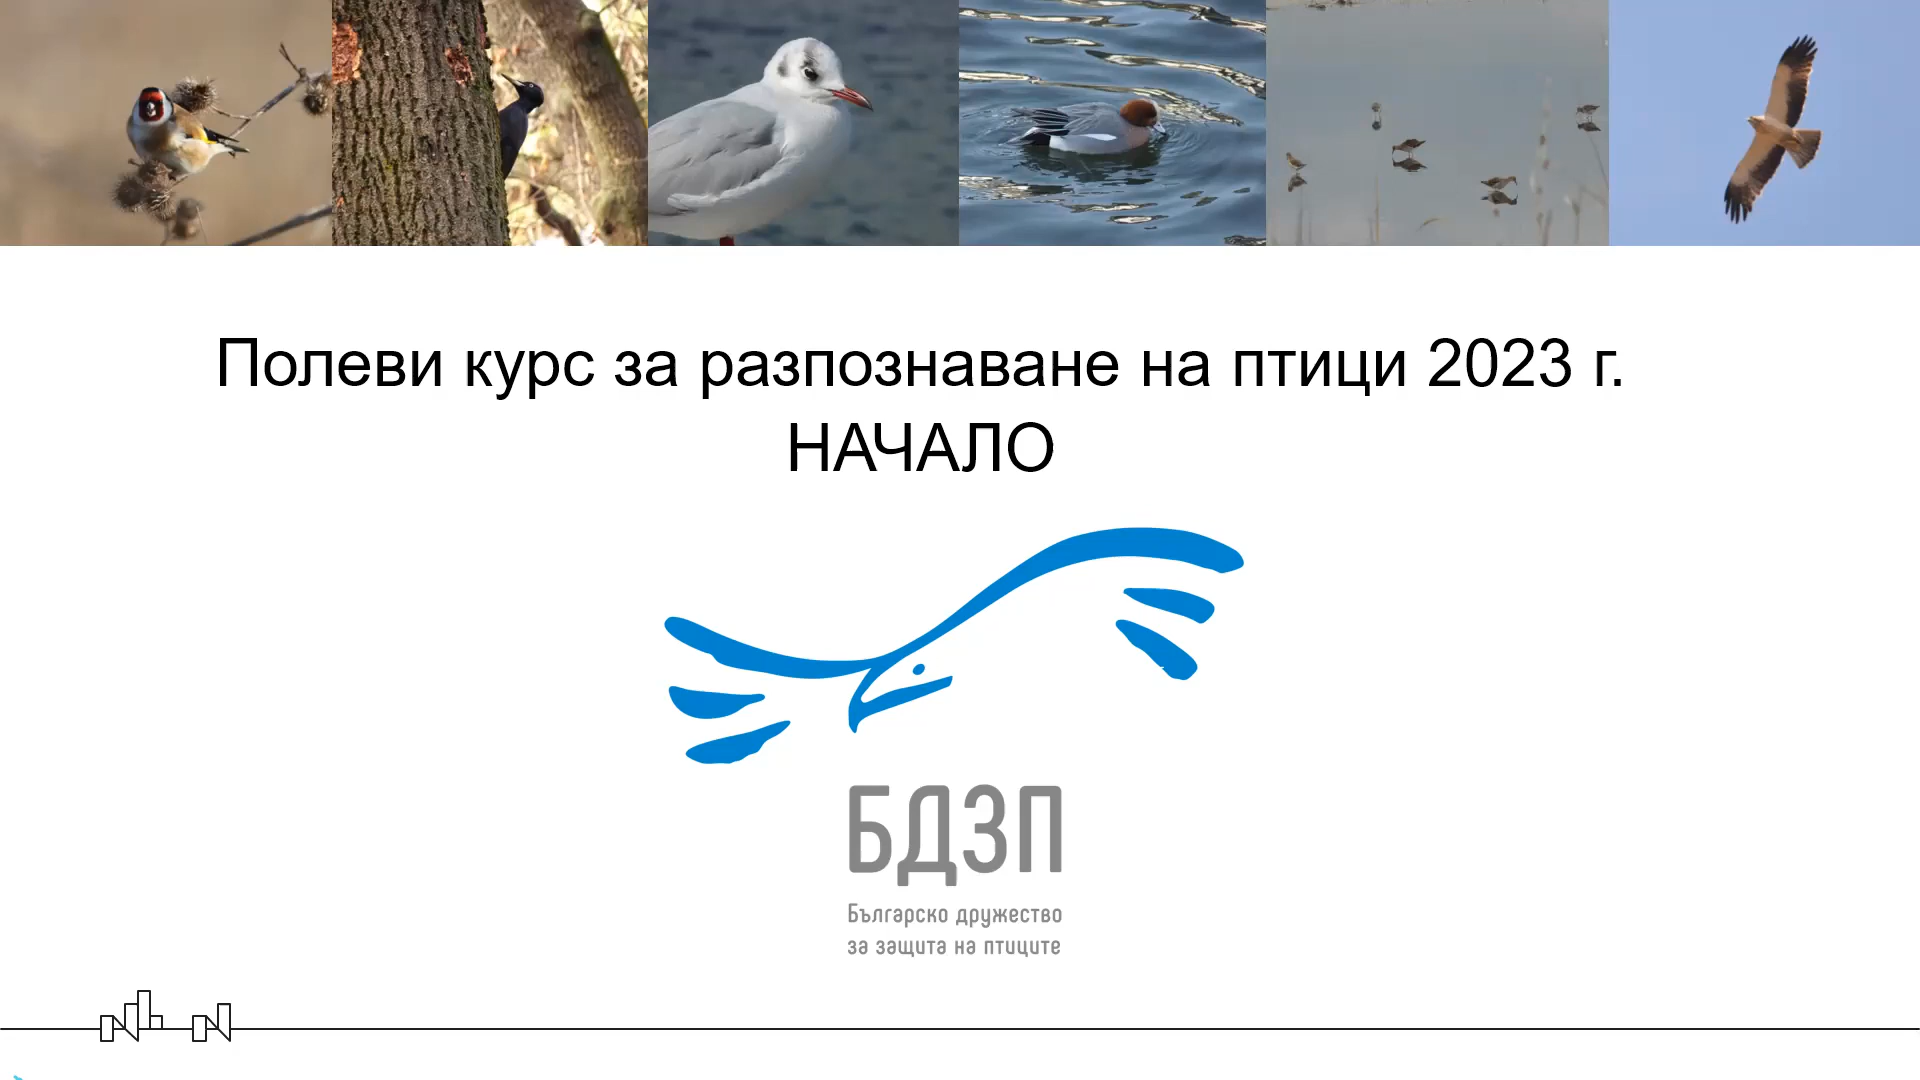 Полеви курс за разпознаване на птици 2023 г.
НАЧАЛО
БДЗП
Българско дружество
за защита на птиците